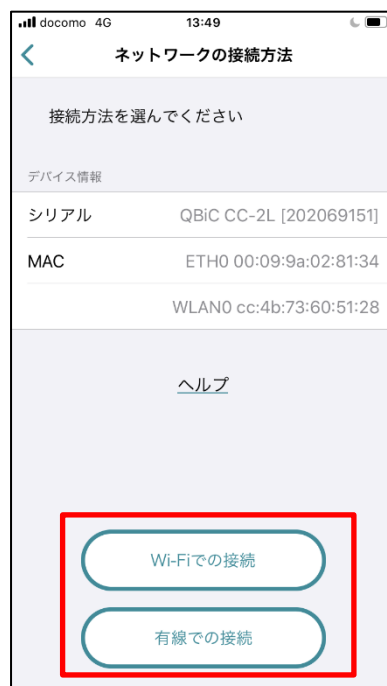 docomo 4G 13:49
ネットワークの接続方法
接続方法を選んでください
デバイス情報
シリアル QBiC CC-2L [202069151]
MAC ETH0 00:09:9a:02:81:34
WLAN0 cc:4b:73:60:51:28
ヘルプ
Wi-Fiでの接続
有線での接続